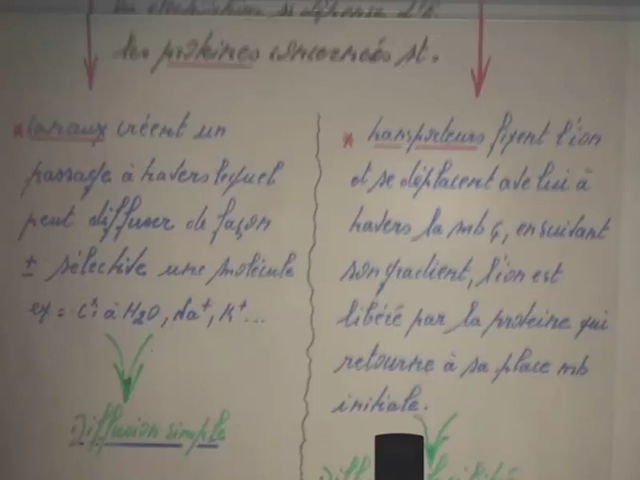 les protéines concernées st.
* Canaux créent un
passage à travers lequel
peut diffuser de façon
± sélective une molécule
ex = à H2O, Na+, K+...
Diffusion simple
* transporteurs fixent l'ion
et se déplacent avec lui à
travers la mb, en suivant
son gradient, l'ion est
libéré par la protéine qui
retourne à sa place mb
initiale.